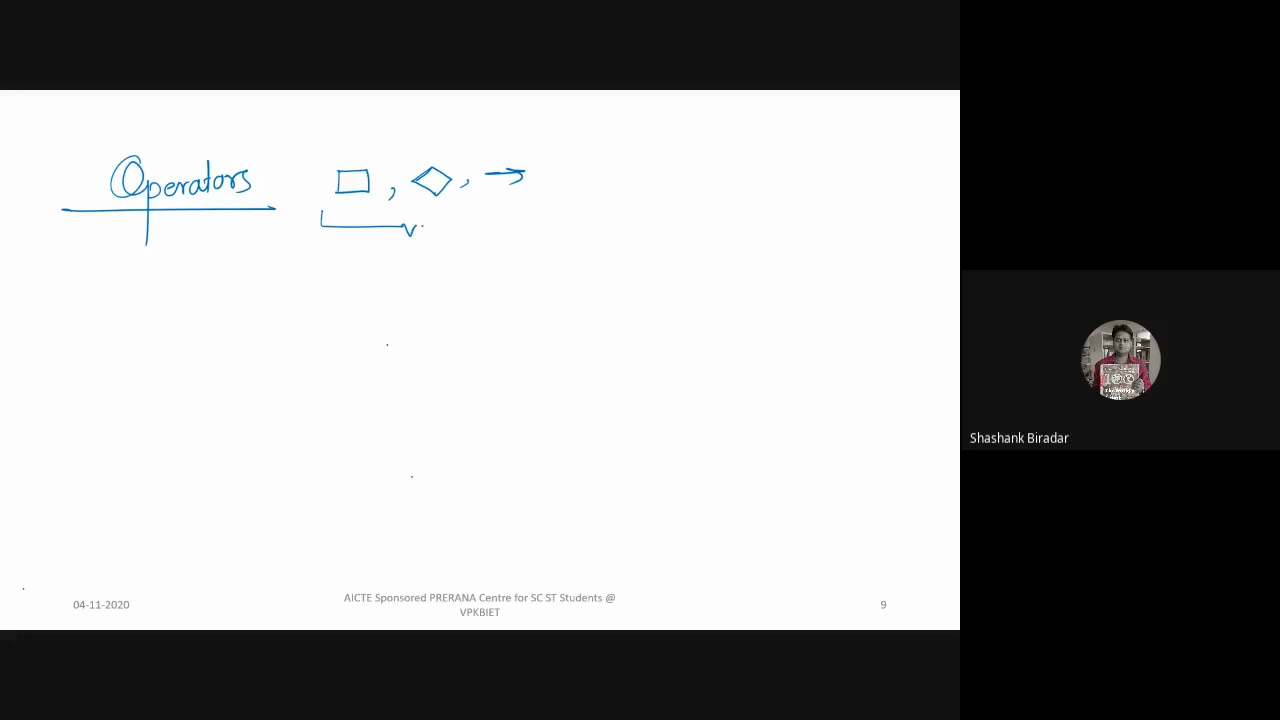 Operators □ , ◇ , →
Shashank Biradar
04-11-2020
AICTE Sponsored PRERANA Centre for SC ST Students @
VPKBIET
9